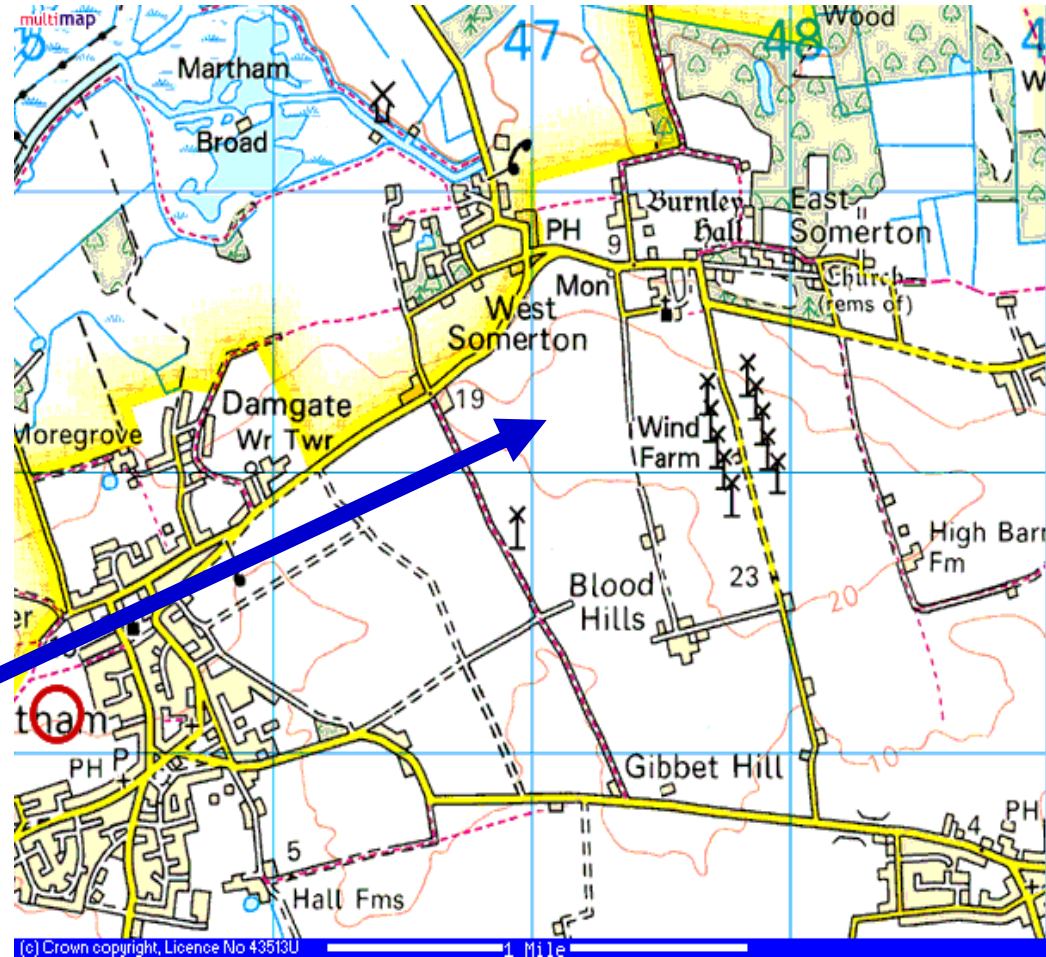 multimap
47
48
Wood
Martham
Broad
PH
9
Burnley
Hall
East
Somerton
Church
(rems of)
Mon
West
Somerton
19
Damgate
Wr Twr
Moregrove
Wind
Farm
High Barn
Fm
23
20
Blood
Hills
tham
PH
P
Gibbet Hill
10
5
Hall Fms
4
PH
(c) Crown copyright, Licence No 43513U
1 Mile